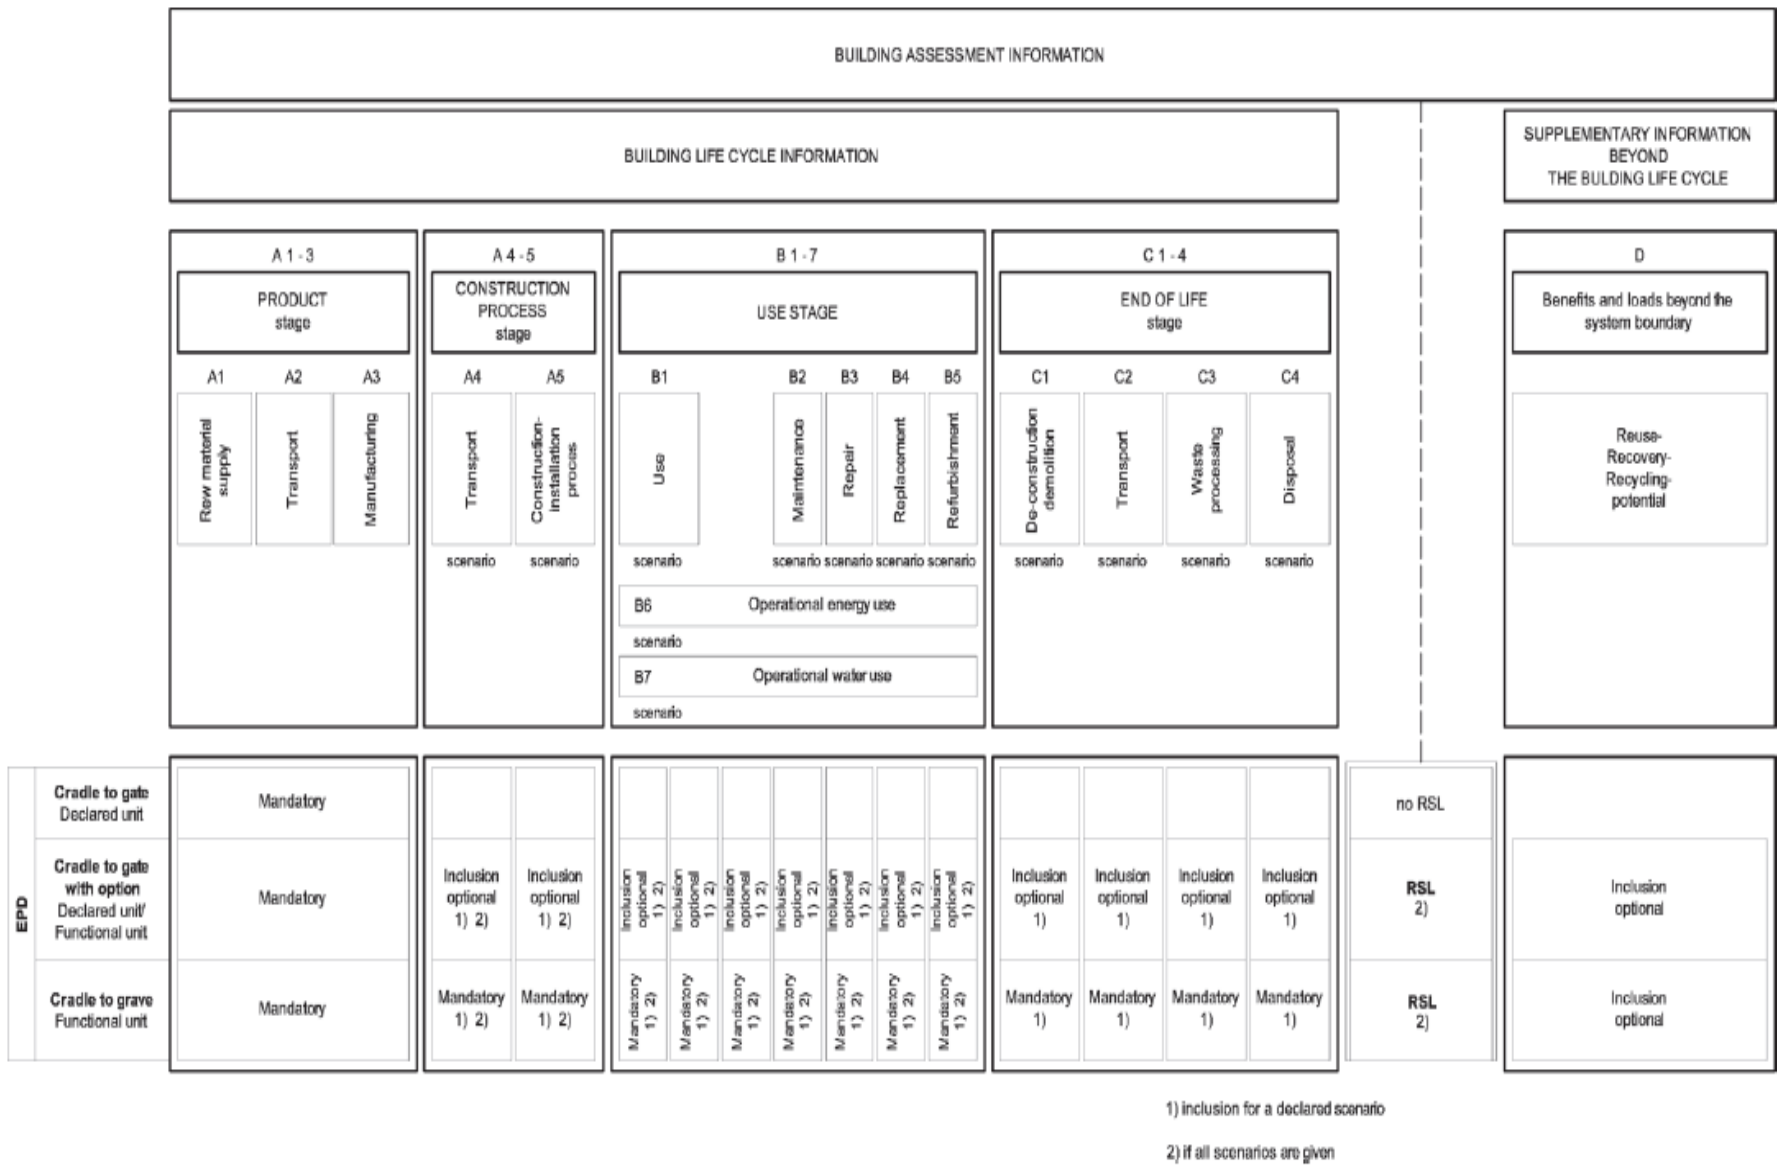 BUILDING ASSESSMENT INFORMATION
BUILDING LIFE CYCLE INFORMATION
SUPPLEMENTARY INFORMATION
BEYOND
THE BULDING LIFE CYCLE
A 1 - 3
PRODUCT
stage
A1
A2
A3
Rew material
supply
Transport
Manufacturing
A 4 - 5
CONSTRUCTION
PROCESS
stage
A4
A5
Transport
Construction-
installation
proces
scenario
scenario
B 1 - 7
USE STAGE
B1
B2
B3
B4
B5
Use
Maintenance
Repair
Replacement
Refurbishment
scenario
scenario
scenario
scenario
scenario
B6
Operational energy use
scenario
B7
Operational water use
scenario
C 1 - 4
END OF LIFE
stage
C1
C2
C3
C4
De-construction
demolition
Transport
Waste
processing
Disposal
scenario
scenario
scenario
scenario
D
Benefits and loads beyond the
system boundary
Reuse-
Recovery-
Recycling-
potential
EPD
Cradle to gate
Declared unit
Mandatory
no RSL
Cradle to gate
with option
Declared unit/
Functional unit
Mandatory
Inclusion
optional
1) 2)
Inclusion
optional
1) 2)
Inclusion
optional
1) 2)
Inclusion
optional
1) 2)
Inclusion
optional
1) 2)
Inclusion
optional
1) 2)
Inclusion
optional
1) 2)
Inclusion
optional
1) 2)
Inclusion
optional
1) 2)
Inclusion
optional
1)
Inclusion
optional
1)
Inclusion
optional
1)
Inclusion
optional
1)
RSL
2)
Inclusion
optional
Cradle to grave
Functional unit
Mandatory
Mandatory
1) 2)
Mandatory
1) 2)
Mandatory
1) 2)
Mandatory
1) 2)
Mandatory
1) 2)
Mandatory
1) 2)
Mandatory
1) 2)
Mandatory
1) 2)
Mandatory
1) 2)
Mandatory
1)
Mandatory
1)
Mandatory
1)
Mandatory
1)
RSL
2)
Inclusion
optional
1) inclusion for a declared scenario
2) if all scenarios are given